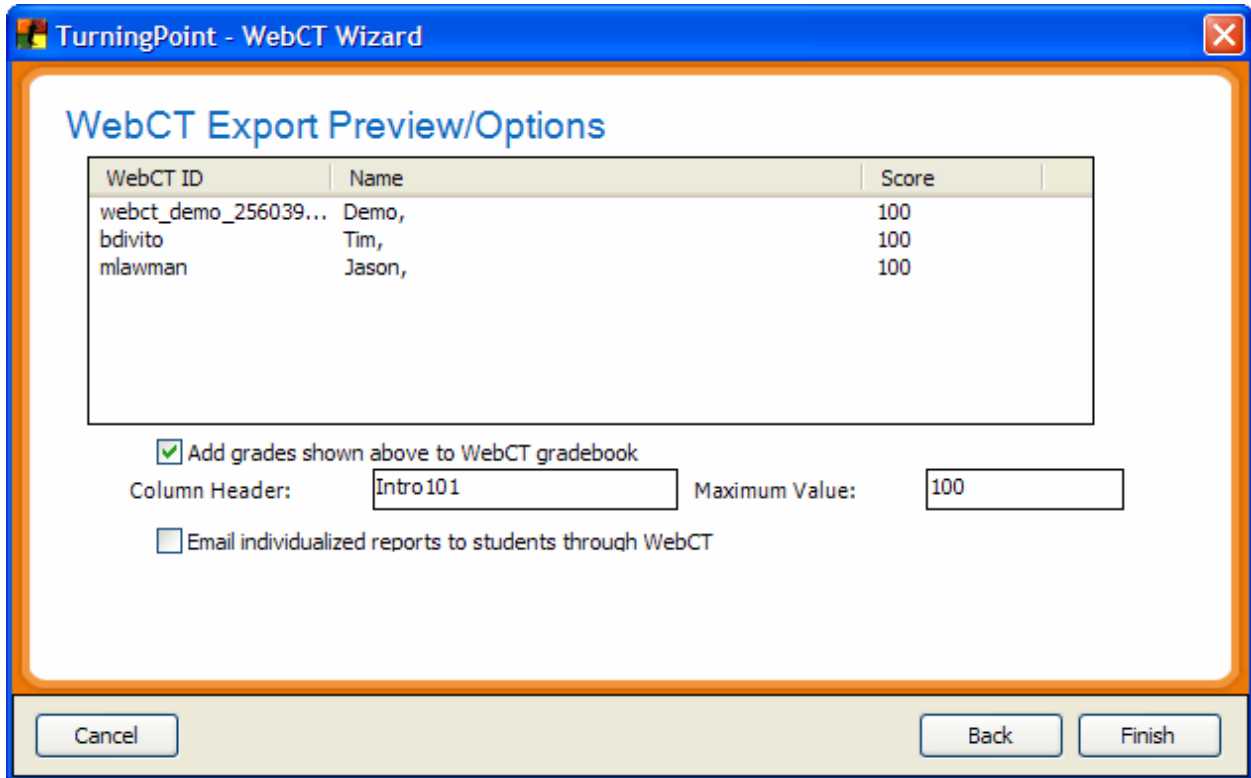 TurningPoint - WebCT Wizard
WebCT Export Preview/Options
WebCT ID Name Score
webct_demo_256039... Demo, 100
bdivito Tim, 100
mlawman Jason, 100
Add grades shown above to WebCT gradebook
Column Header: Intro101 Maximum Value: 100
Email individualized reports to students through WebCT
Cancel Back Finish